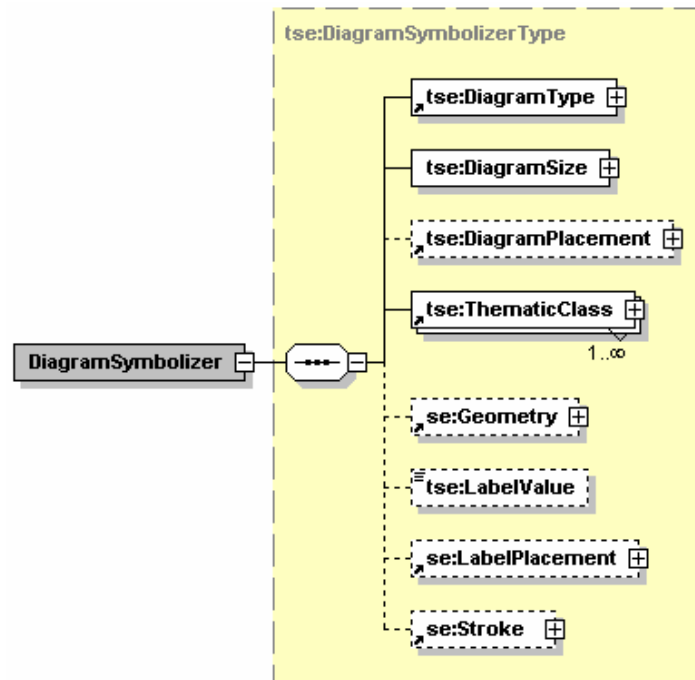 tse:DiagramSymbolizerType
tse:DiagramType
tse:DiagramSize
tse:DiagramPlacement
tse:ThematicClass
1..∞
DiagramSymbolizer
se:Geometry
tse:LabelValue
se:LabelPlacement
se:Stroke